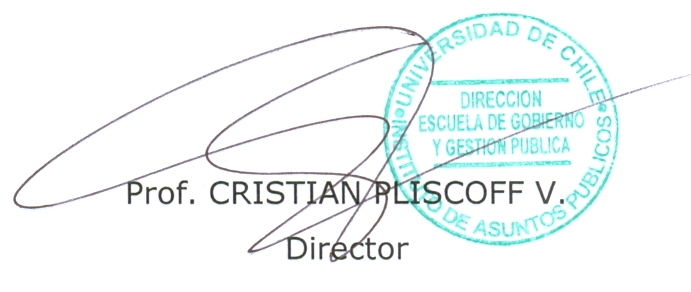 UNIVERSIDAD DE CHILE
DIRECCION
ESCUELA DE GOBIERNO
Y GESTION PUBLICA
INSTITUTO DE ASUNTOS PUBLICOS
Prof. CRISTIAN PLISCOFF V.
Director